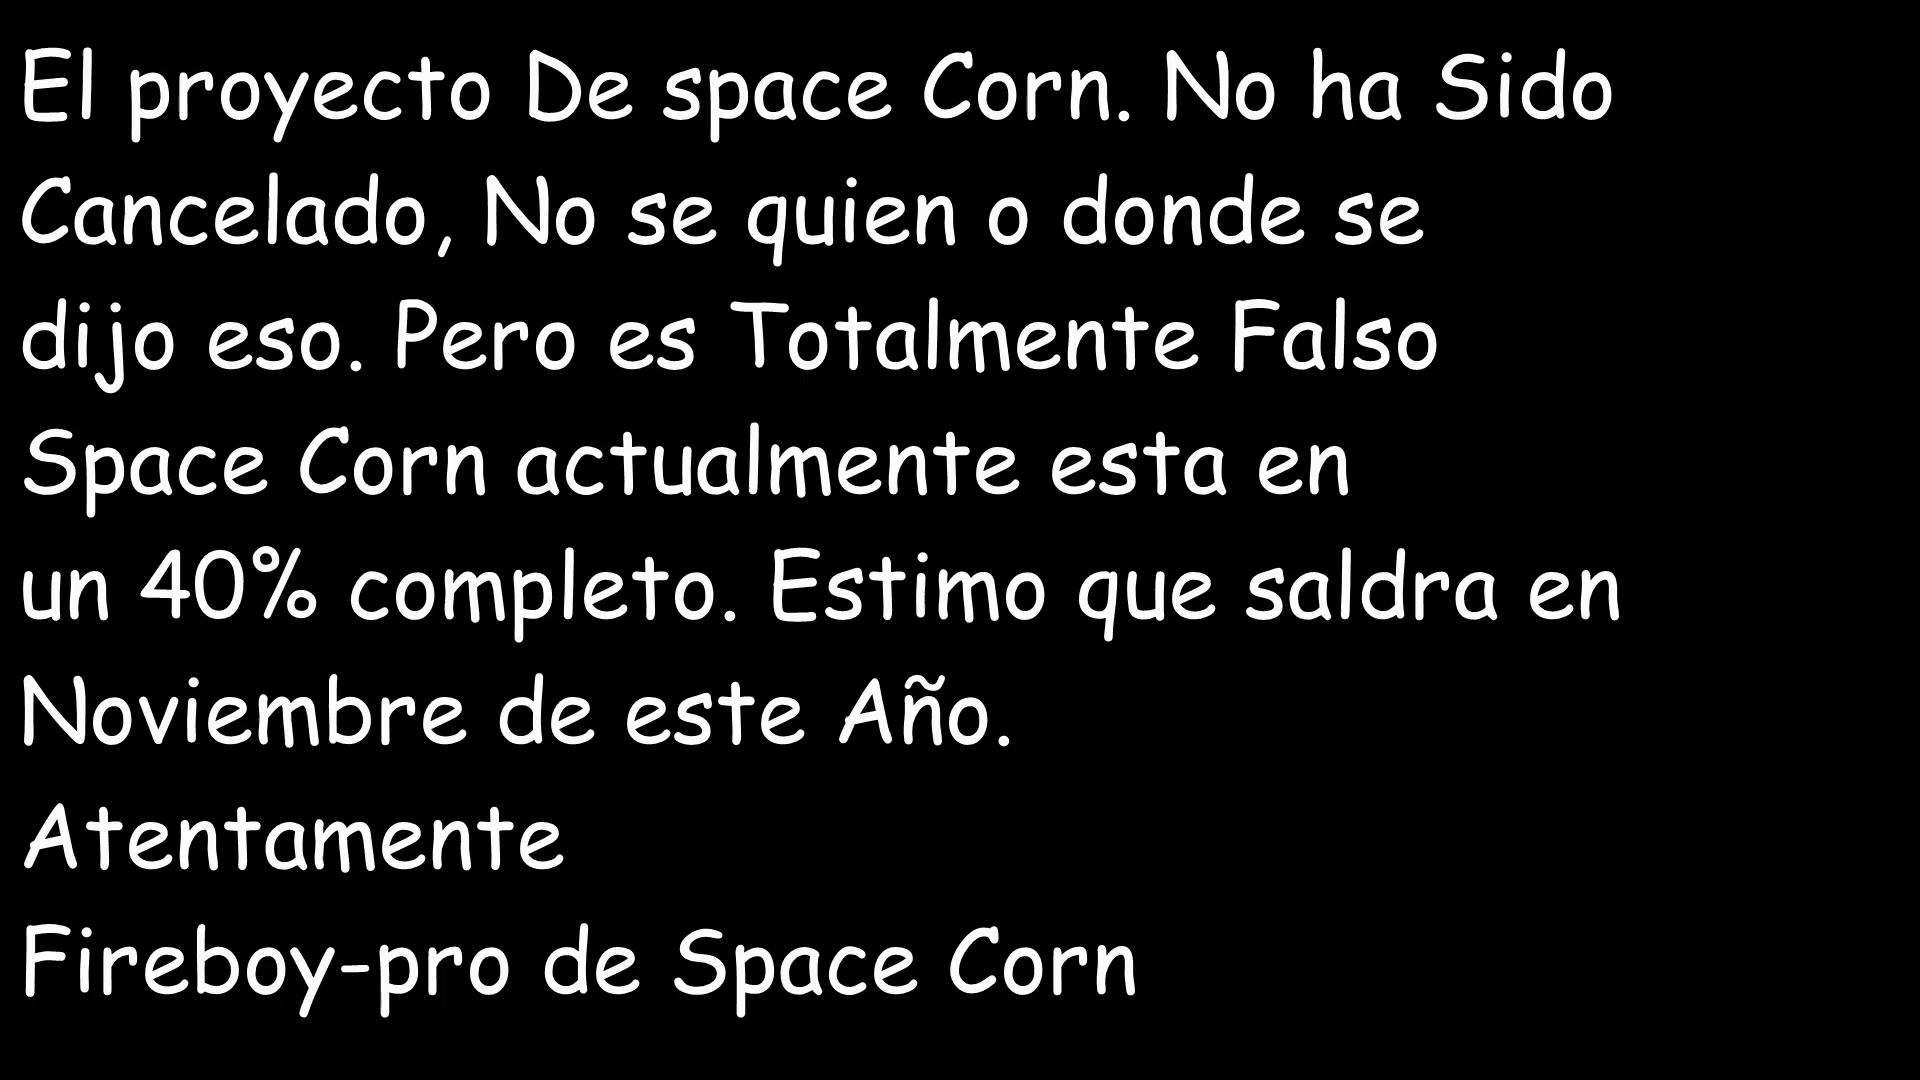 El proyecto De space Corn. No ha Sido
Cancelado, No se quien o donde se
dijo eso. Pero es Totalmente Falso
Space Corn actualmente esta en
un 40% completo. Estimo que saldra en
Noviembre de este Año.
Atentamente
Fireboy-pro de Space Corn